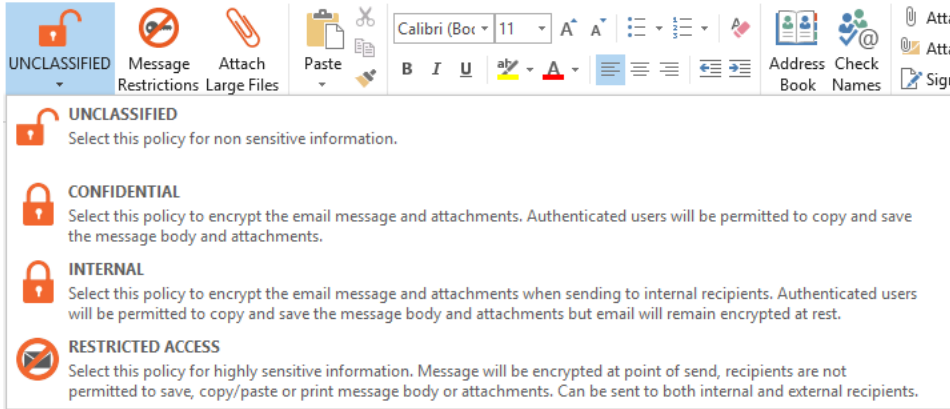 UNCLASSIFIED
Message
Restrictions
Attach
Large Files
Paste
Calibri (Boc
11
A
A
B I U
ab
A
Address
Book
Check
Names
UNCLASSIFIED
Select this policy for non sensitive information.
CONFIDENTIAL
Select this policy to encrypt the email message and attachments. Authenticated users will be permitted to copy and save
the message body and attachments.
INTERNAL
Select this policy to encrypt the email message and attachments when sending to internal recipients. Authenticated users
will be permitted to copy and save the message body and attachments but email will remain encrypted at rest.
RESTRICTED ACCESS
Select this policy for highly sensitive information. Message will be encrypted at point of send, recipients are not
permitted to save, copy/paste or print message body or attachments. Can be sent to both internal and external recipients.